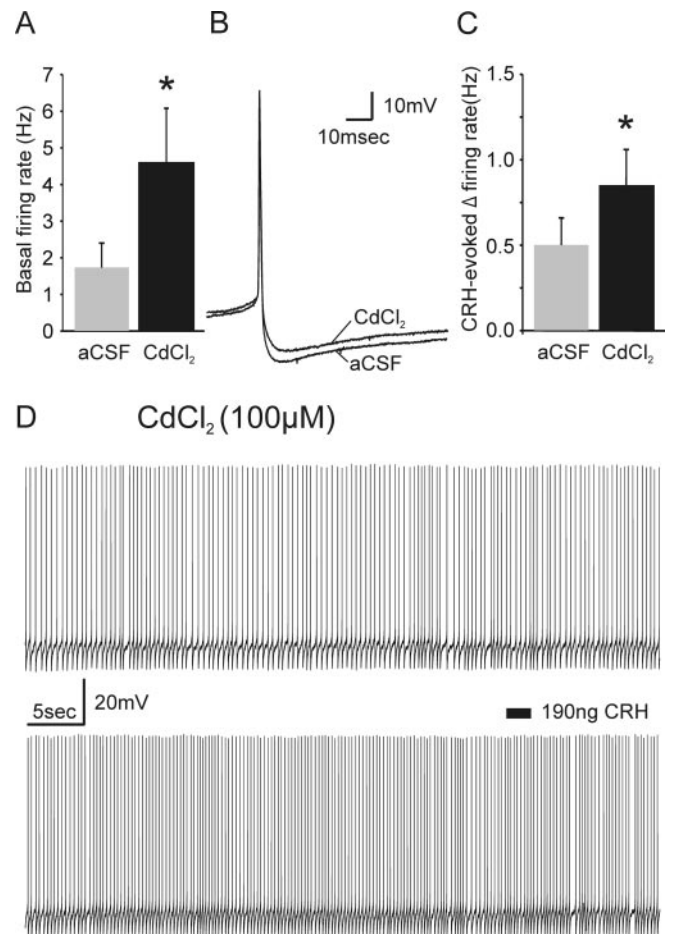 A
B
C
Basal firing rate (Hz)
7
6
5
4
3
2
1
0
*
aCSF
CdCl₂
10mV
10msec
CdCl₂
aCSF
CRH-evoked Δ firing rate(Hz)
1.5
1.0
0.5
0.0
*
aCSF
CdCl₂
D
CdCl₂ (100µM)
5sec
20mV
190ng CRH